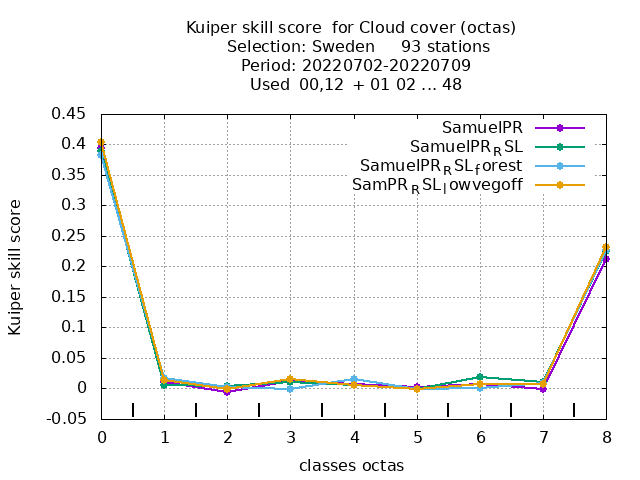 Kuiper skill score for Cloud cover (octas)
Selection: Sweden 93 stations
Period: 20220702-20220709
Used 00,12 + 01 02 ... 48
SamuelPR
SamuelPR_RSL
SamuelPR_RSL_forest
SamPR_RSL_lowvegoff
Kuiper skill score
0.45
0.4
0.35
0.3
0.25
0.2
0.15
0.1
0.05
0
-0.05
0 1 2 3 4 5 6 7 8
classes octas